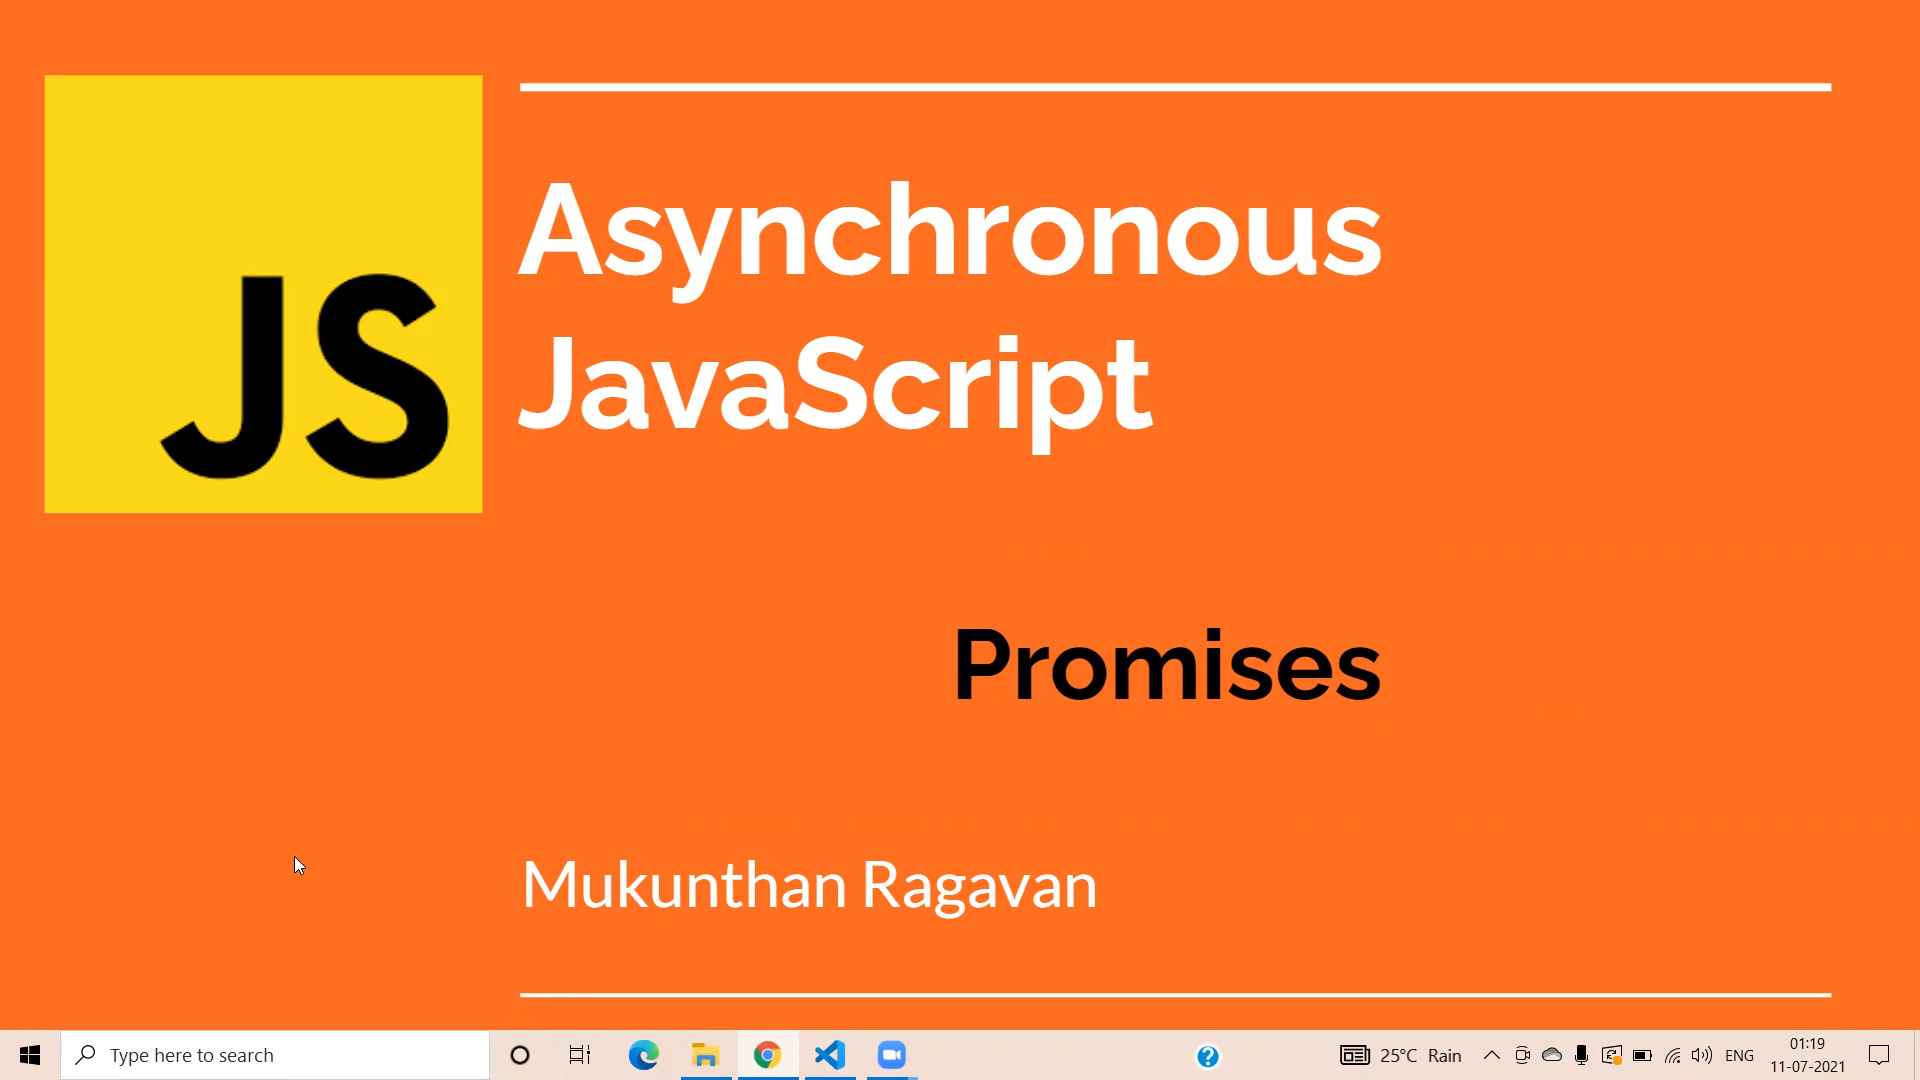 JS
Asynchronous
JavaScript
Promises
Mukunthan Ragavan
Type here to search
25°C Rain
ENG
01:19
11-07-2021